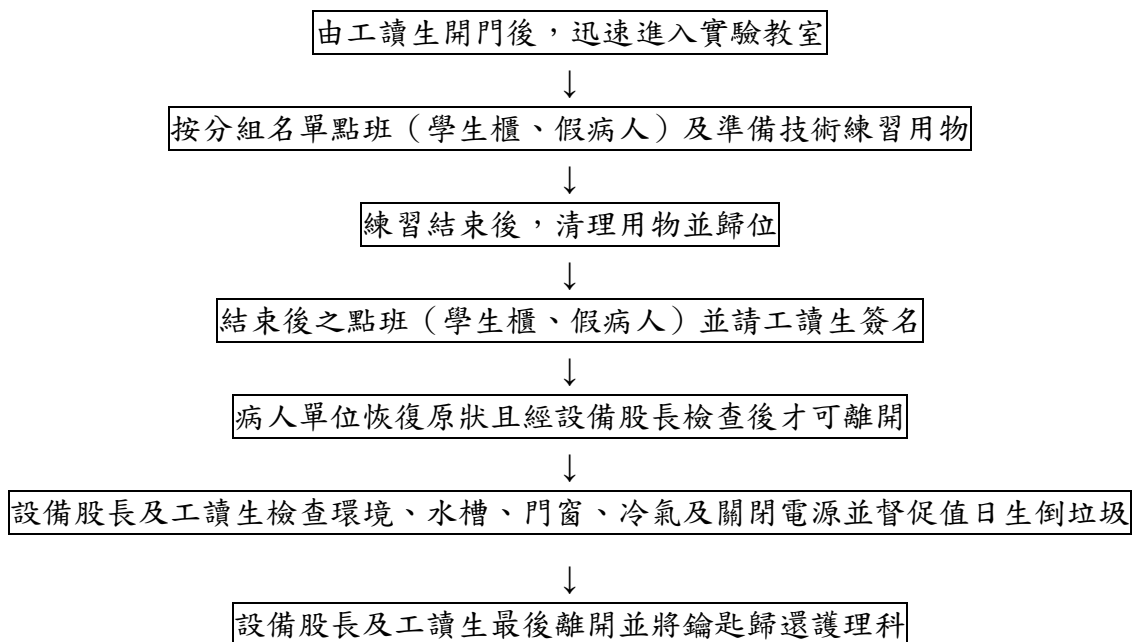 由工讀生開門後，迅速進入實驗教室
↓
按分組名單點班（學生櫃、假病人）及準備技術練習用物
↓
練習結束後，清理用物並歸位
↓
結束後之點班（學生櫃、假病人）並請工讀生簽名
↓
病人單位恢復原狀且經設備股長檢查後才可離開
↓
設備股長及工讀生檢查環境、水槽、門窗、冷氣及關閉電源並督促值日生倒垃圾
↓
設備股長及工讀生最後離開並將鑰匙歸還護理科